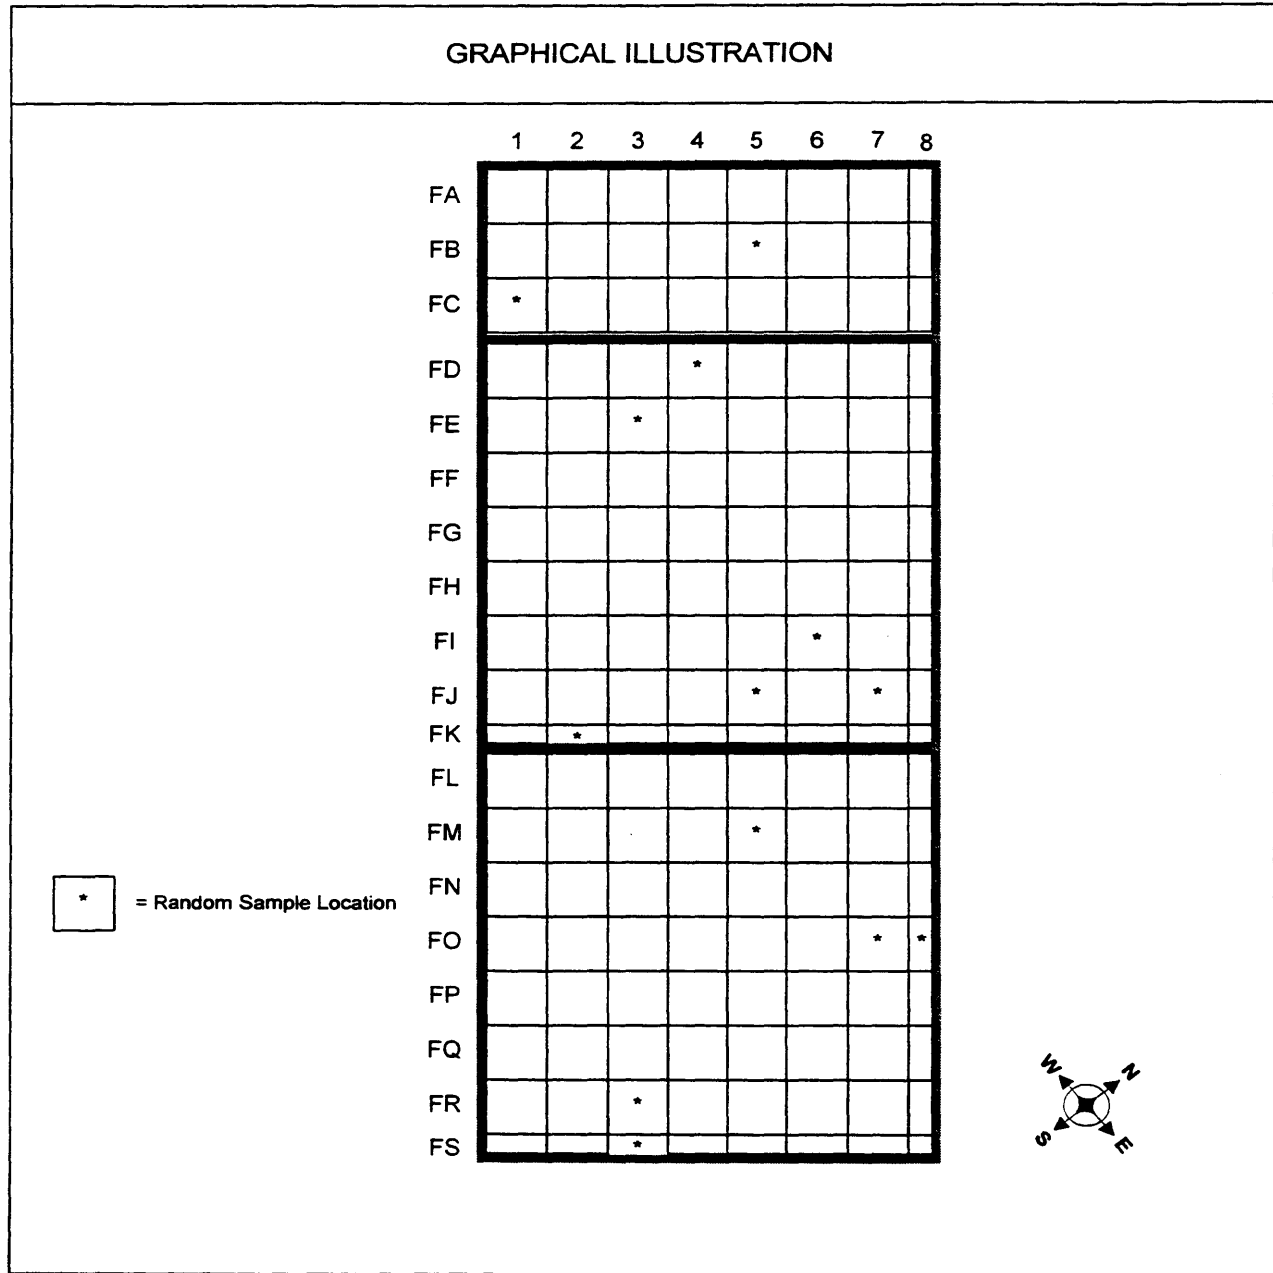 GRAPHICAL ILLUSTRATION
1 2 3 4 5 6 7 8
FA
FB *
FC *
FD *
FE *
FF
FG
FH
FI *
FJ * *
FK *
FL
FM *
FN
* = Random Sample Location
FO * *
FP
FQ
FR *
FS *
W N
S E